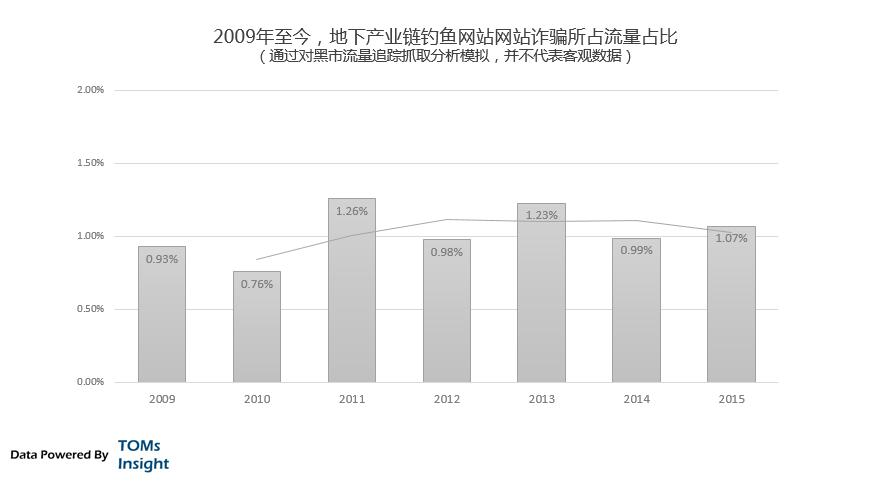 2009年至今，地下产业链钓鱼网站网站诈骗所占流量占比
（通过对黑市流量追踪抓取分析模拟，并不代表客观数据）
2.00%
1.50%
1.00%
0.50%
0.00%
0.93%
0.76%
1.26%
0.98%
1.23%
0.99%
1.07%
2009 2010 2011 2012 2013 2014 2015
Data Powered By TOMs
Insight